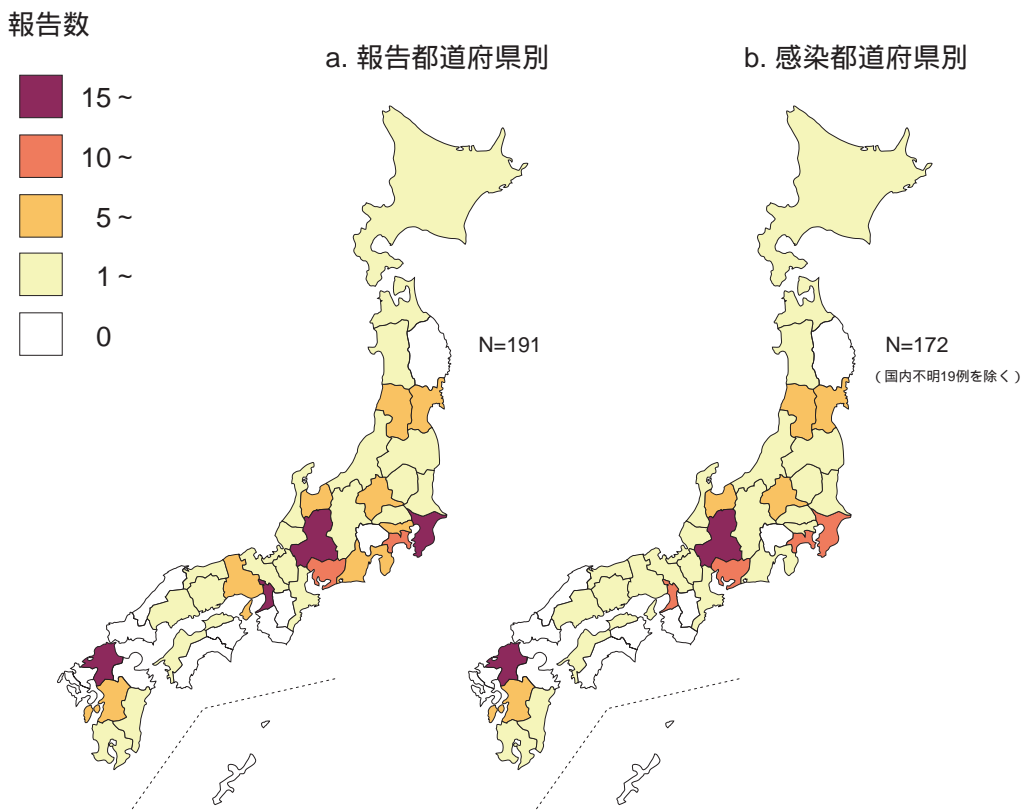 報告数
a. 報告都道府県別
b. 感染都道府県別
15 ~
10 ~
5 ~
1 ~
0
N=191
N=172
（国内不明19例を除く）